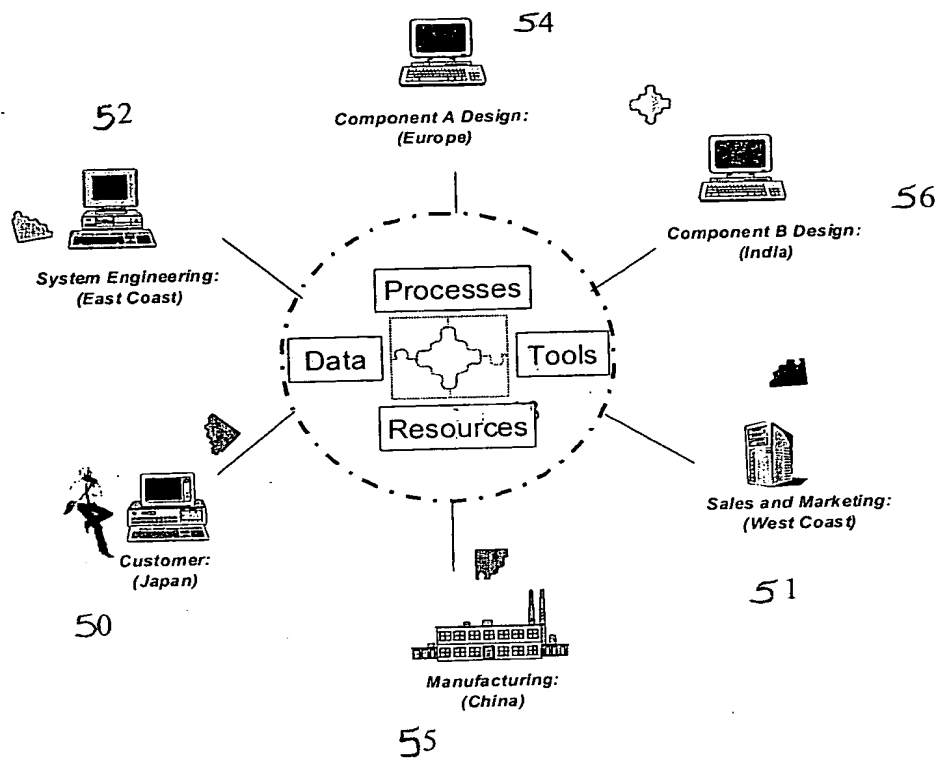 54
Component A Design:
(Europe)
52
System Engineering:
(East Coast)
56
Component B Design:
(India)
Processes
Data
Tools
Resources
Sales and Marketing:
(West Coast)
51
Customer:
(Japan)
50
Manufacturing:
(China)
55